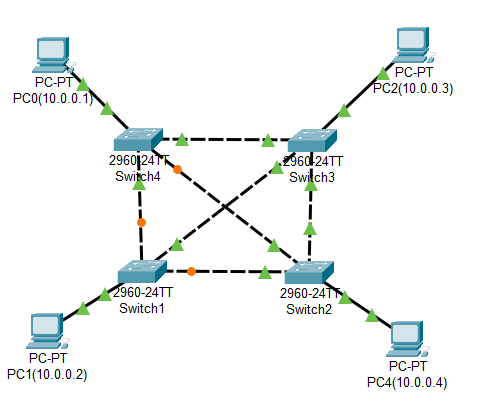 PC-PT
PC0(10.0.0.1)
PC-PT
PC2(10.0.0.3)
2960-24TT
Switch4
2960-24TT
Switch3
2960-24TT
Switch1
2960-24TT
Switch2
PC-PT
PC1(10.0.0.2)
PC-PT
PC4(10.0.0.4)